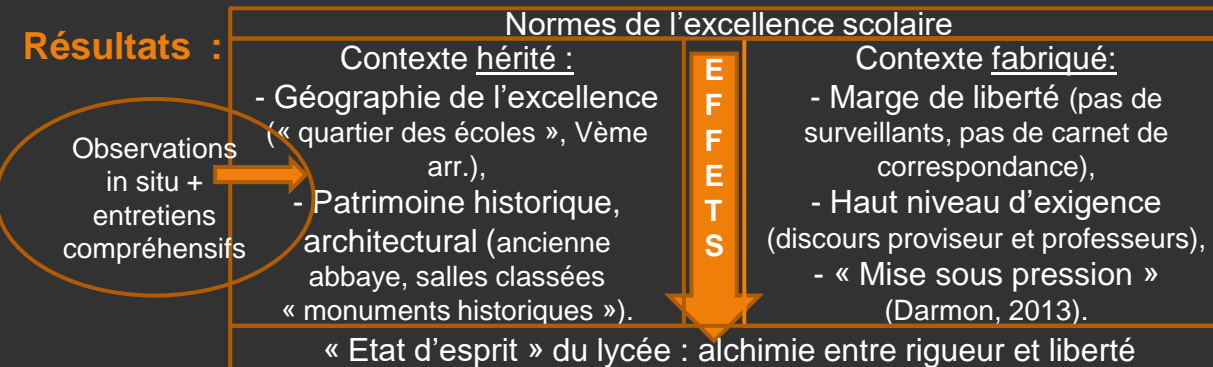 Normes de l’excellence scolaire
Résultats :
Observations
in situ +
entretiens
compréhensifs
Contexte hérité :
- Géographie de l’excellence
(« quartier des écoles », Vème
arr.),
- Patrimoine historique,
architectural (ancienne
abbaye, salles classées
« monuments historiques »).
E
F
F
E
T
S
Contexte fabriqué:
- Marge de liberté (pas de
surveillants, pas de carnet de
correspondance),
- Haut niveau d’exigence
(discours proviseur et professeurs),
- « Mise sous pression »
(Darmon, 2013).
« Etat d’esprit » du lycée : alchimie entre rigueur et liberté